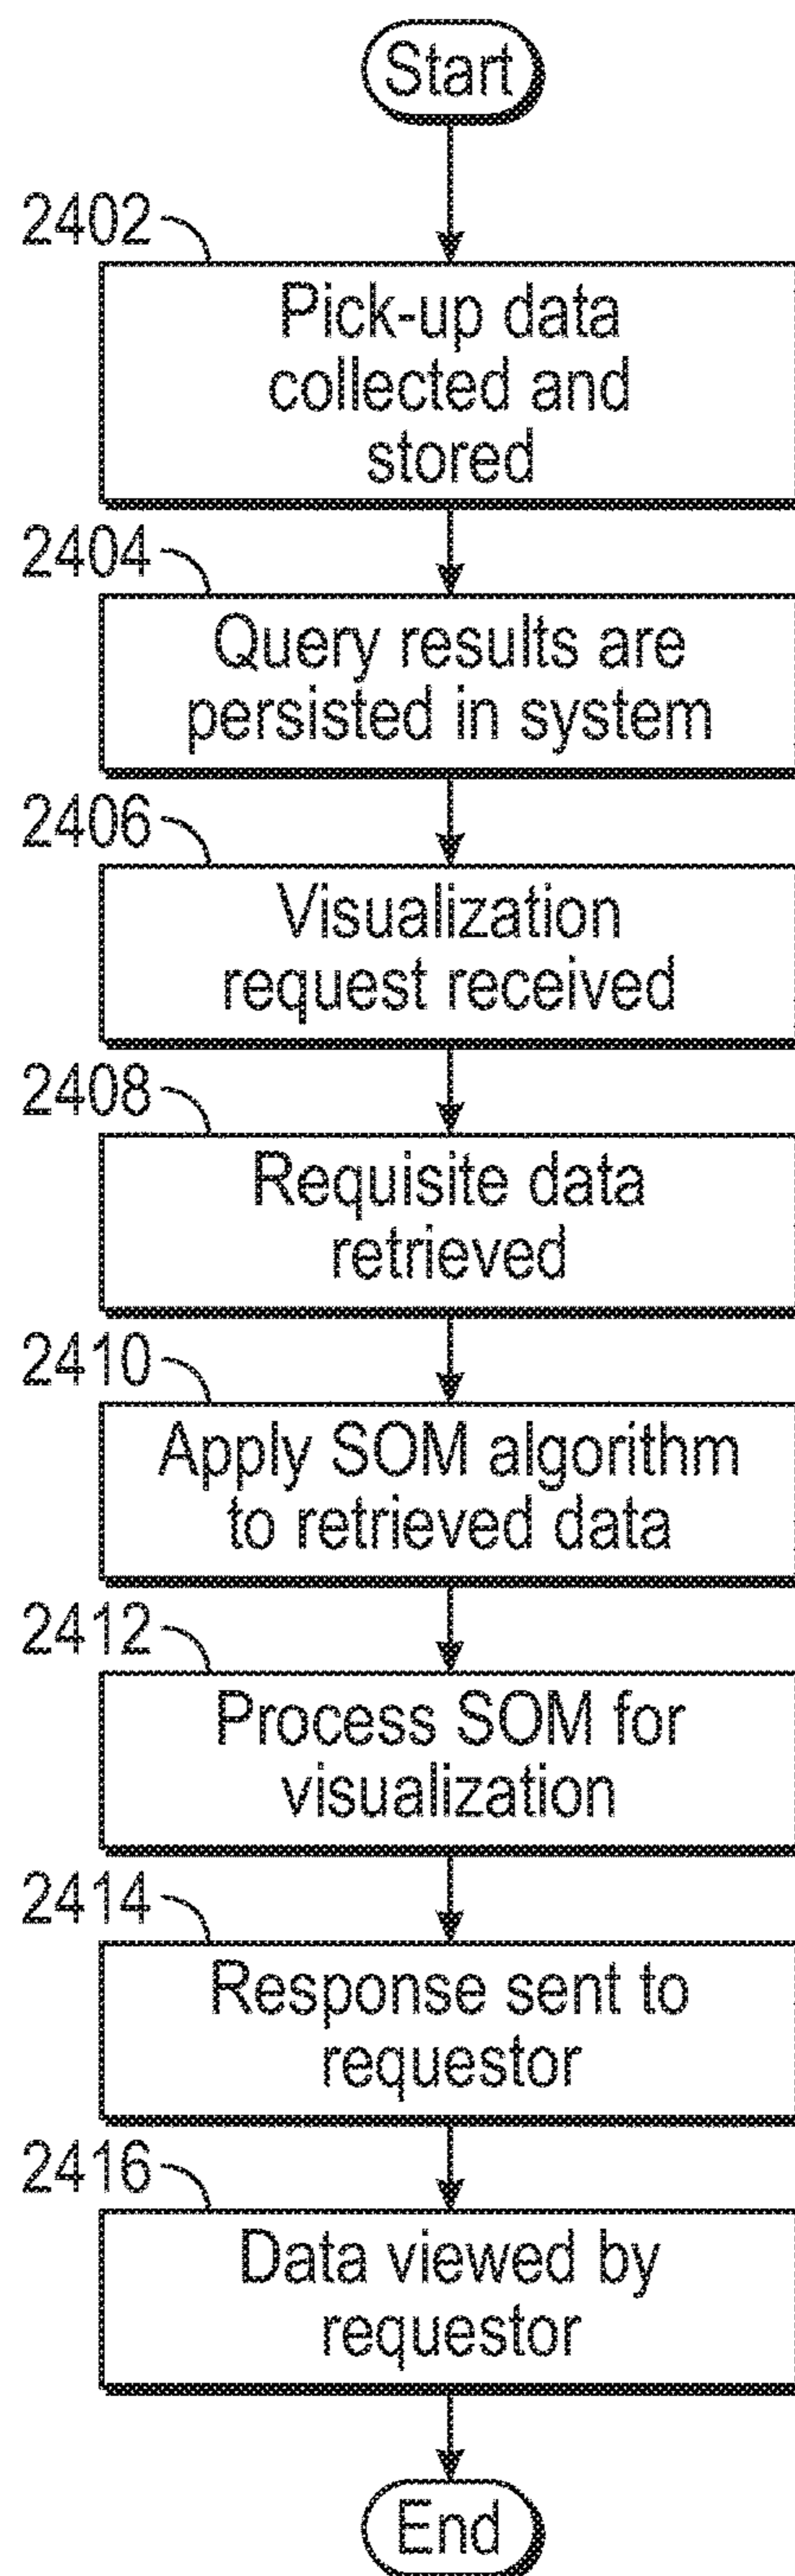 Start
2402
Pick-up data
collected and
stored
2404
Query results are
persisted in system
2406
Visualization
request received
2408
Requisite data
retrieved
2410
Apply SOM algorithm
to retrieved data
2412
Process SOM for
visualization
2414
Response sent to
requestor
2416
Data viewed by
requestor
End